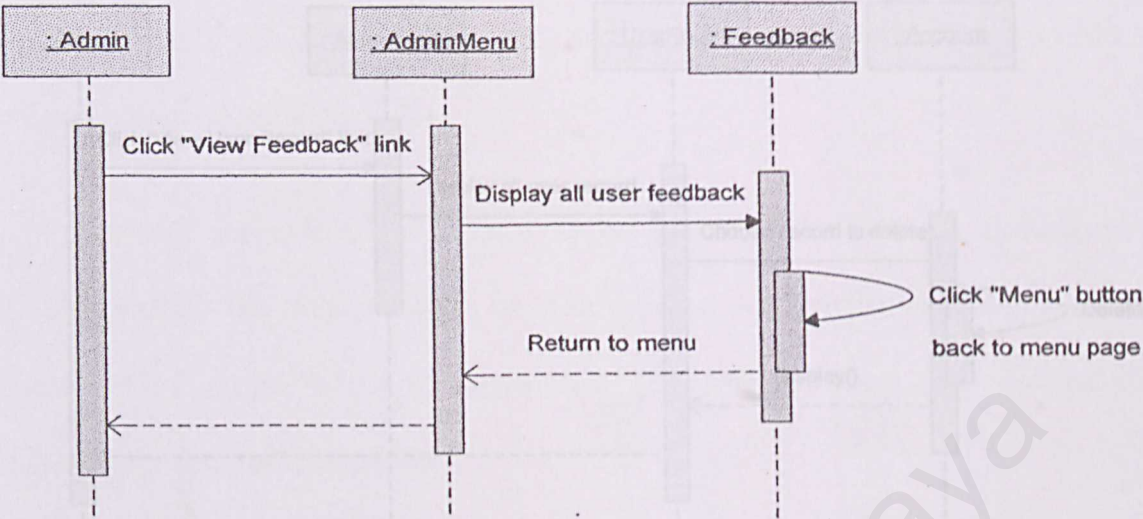 : Admin
: AdminMenu
: Feedback
Click "View Feedback" link
Display all user feedback
Click "Menu" button
back to menu page
Return to menu